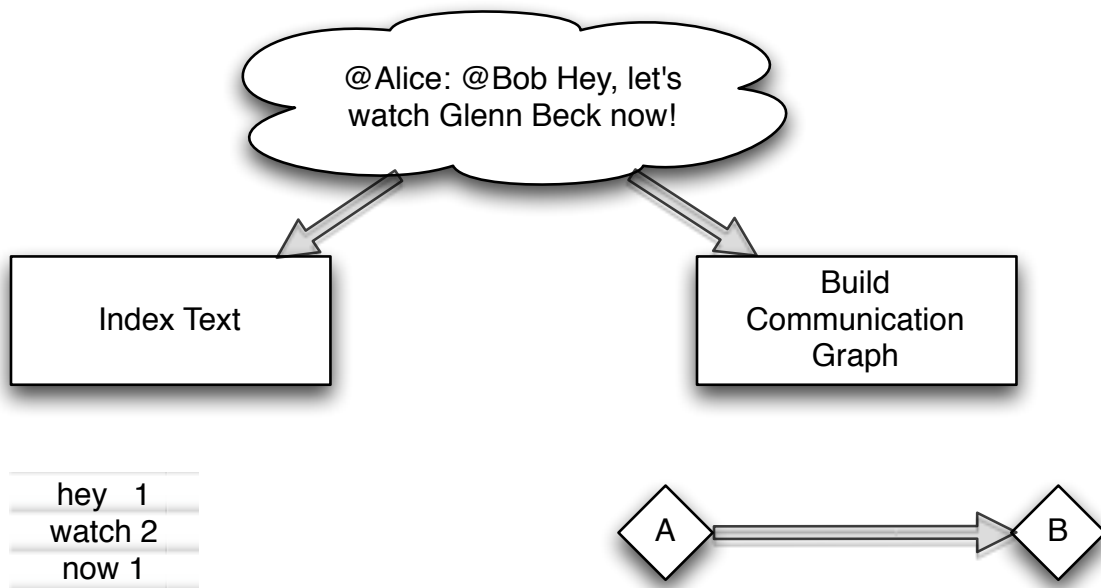 @Alice: @Bob Hey, let's
watch Glenn Beck now!
Index Text
Build
Communication
Graph
hey 1
watch 2
now 1
A
B